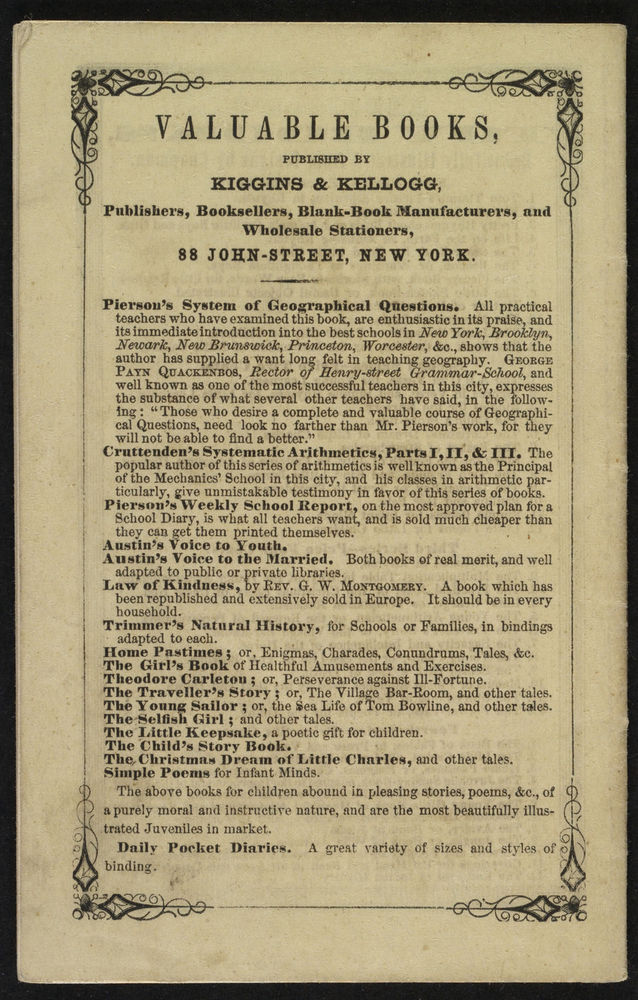 VALUABLE BOOKS,
PUBLISHED BY
KIGGINS & KELLOGG,
Publishers, Booksellers, Blank-Book Manufacturers, and
Wholesale Stationers,
88 JOHN-STREET, NEW YORK.
Pierson's System of Geographical Questions. All practical
teachers who have examined this book, are enthusiastic in its praise, and
its immediate introduction into the best schools in New York, Brooklyn,
Newark, New Brunswick, Princeton, Worcester, &c., shows that the
author has supplied a want long felt in teaching geography. GEORGE
PAYN QUACKENBOS, Rector of Henry-street Grammar-School, and
well known as one of the most successful teachers in this city, expresses
the substance of what several other teachers have said, in the follow-
ing: "Those who desire a complete and valuable course of Geographi-
cal Questions, need look no farther than Mr. Pierson's work, for they
will not be able to find a better."
Cruttenden's Systematic Arithmetics, Parts I, II, & III. The
popular author of this series of arithmetics is well known as the Principal
of the Mechanics' School in this city, and his classes in arithmetic par-
ticularly, give unmistakable testimony in favor of this series of books.
Pierson's Weekly School Report, on the most approved plan for a
School Diary, is what all teachers want, and is sold much cheaper than
they can get them printed themselves.
Austin's Voice to Youth.
Austin's Voice to the Married. Both books of real merit, and well
adapted to public or private libraries.
Law of Kindness, by REV. G. W. MONTGOMERY. A book which has
been republished and extensively sold in Europe. It should be in every
household.
Trimmer's Natural History, for Schools or Families, in bindings
adapted to each.
Home Pastimes; or, Enigmas, Charades, Conundrums, Tales, &c.
The Girl's Book of Healthful Amusements and Exercises.
Theodore Carleton; or, Perseverance against Ill-Fortune.
The Traveller's Story; or, The Village Bar-Room, and other tales.
The Young Sailor; or, the Sea Life of Tom Bowline, and other tales.
The Selfish Girl; and other tales.
The Little Keepsake, a poetic gift for children.
The Child's Story Book.
The Christmas Dream of Little Charles, and other tales.
Simple Poems for Infant Minds.
The above books for children abound in pleasing stories, poems, &c., of
a purely moral and instructive nature, and are the most beautifully illus-
trated Juveniles in market.
Daily Pocket Diaries. A great variety of sizes and styles of
binding.